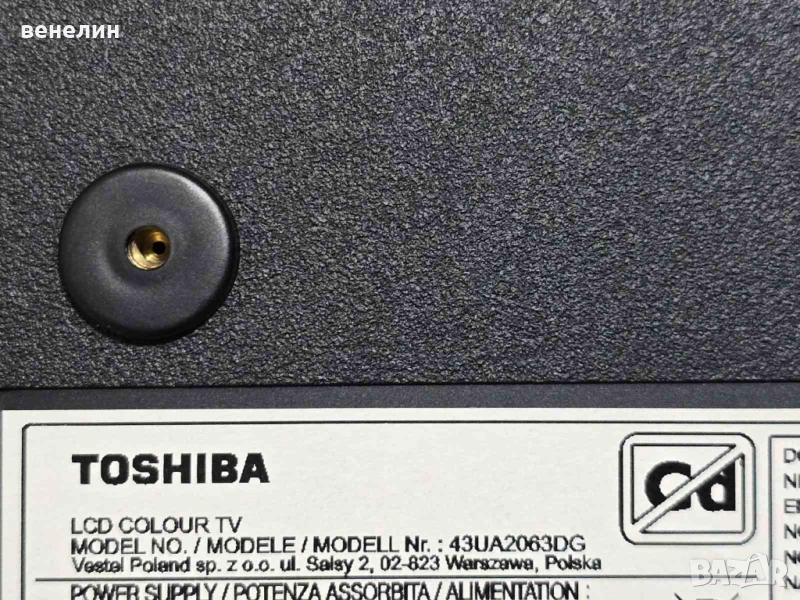 венелин
TOSHIBA
Cd
LCD COLOUR TV
MODEL NO. / MODELE / MODELL Nr. : 43UA2063DG
Vestel Poland sp. z o.o. ul. Salsy 2, 02-823 Warszawa, Polska
POWER SUPPLY / POTENZA ASSORBITA / ALIMENTATION :
BAZAR